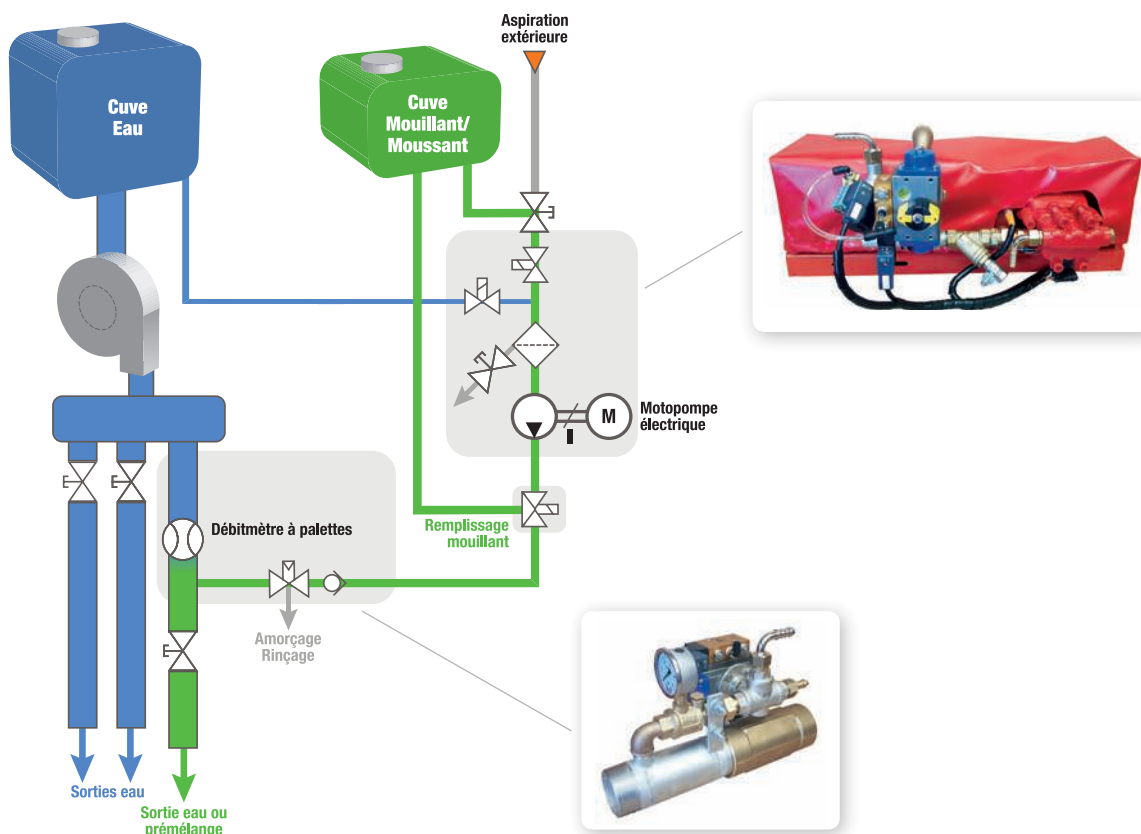 Aspiration
extérieure
Cuve
Eau
Cuve
Mouillant/
Moussant
M
Motopompe
électrique
Débitmètre à palettes
Remplissage
mouillant
Amorçage
Rinçage
Sorties eau
Sortie eau ou
prémélange